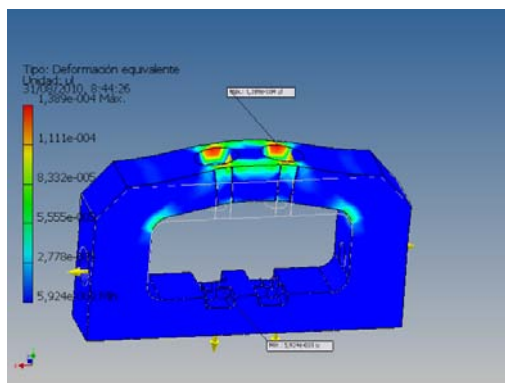 Tipo: Deformación equivalente
Unidad: ul
31/08/2010, 8:44:26
1,389e-004 Máx.
1,111e-004
8,332e-005
5,555e-005
2,778e-005